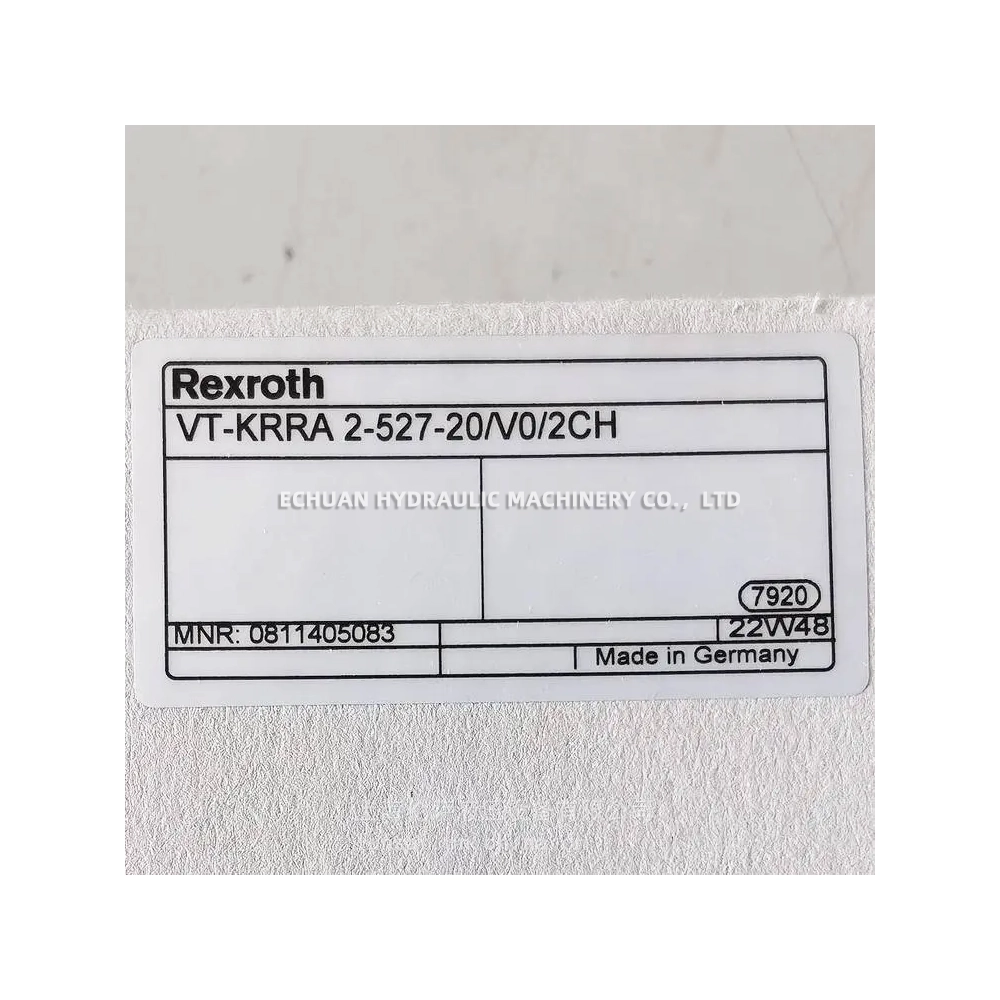 Rexroth
VT-KRRA 2-527-20/V0/2CH
ECHUAN HYDRAULIC MACHINERY CO., LTD
7920
MNR: 0811405083
22W48
Made in Germany